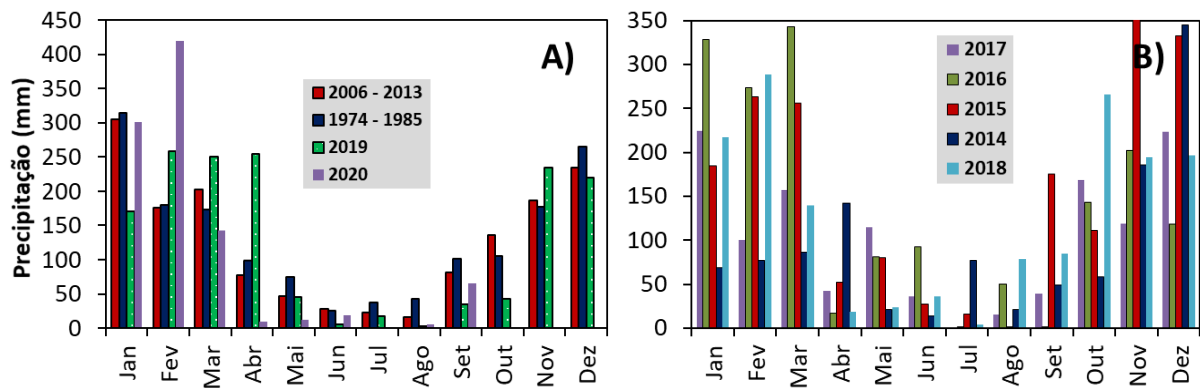 Precipitação (mm)
450
400
350
300
250
200
150
100
50
0
A)
2006 - 2013
1974 - 1985
2019
2020
Jan
Fev
Mar
Abr
Mai
Jun
Jul
Ago
Set
Out
Nov
Dez
350
300
250
200
150
100
50
0
B)
2017
2016
2015
2014
2018
Jan
Fev
Mar
Abr
Mai
Jun
Jul
Ago
Set
Out
Nov
Dez